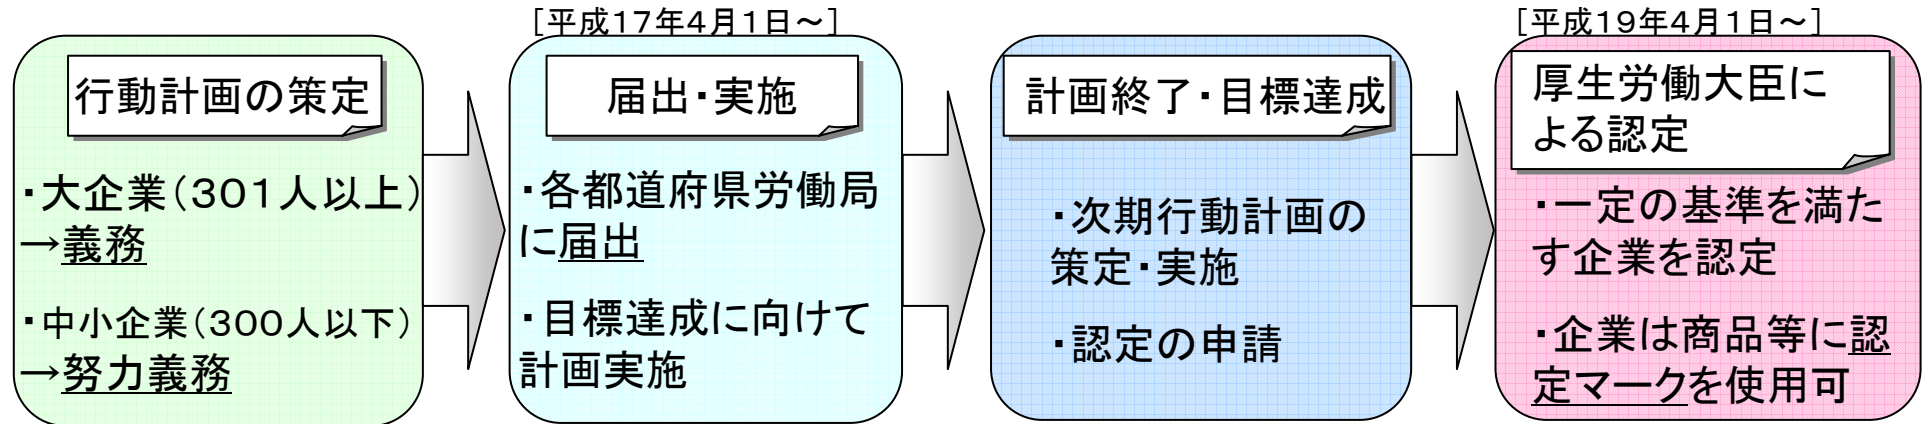 行動計画の策定
・大企業（３０１人以上）
→義務
・中小企業（３００人以下）
→努力義務
［平成１７年４月１日～］
届出・実施
・各都道府県労働局
に届出
・目標達成に向けて
計画実施
計画終了・目標達成
・次期行動計画の
策定・実施
・認定の申請
［平成１９年４月１日～］
厚生労働大臣に
よる認定
・一定の基準を満た
す企業を認定
・企業は商品等に認
定マークを使用可